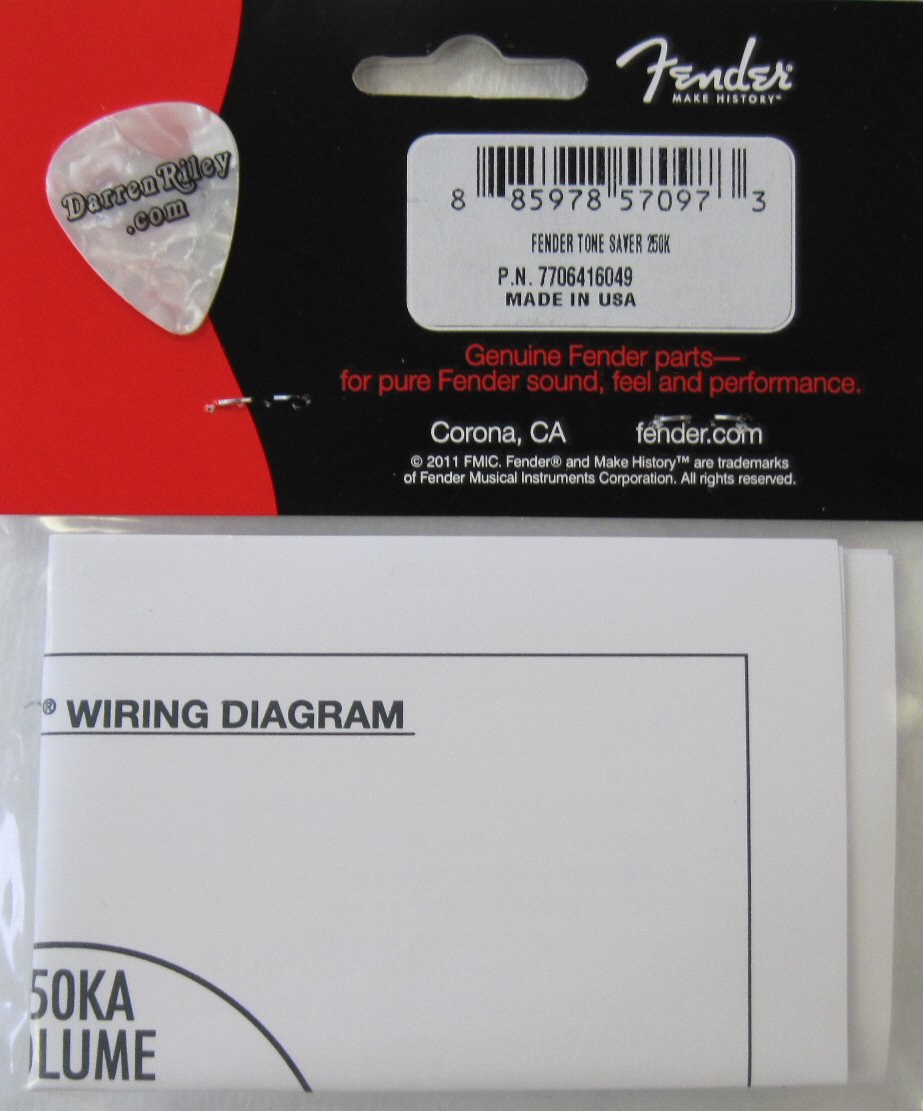 Fender®
MAKE HISTORY™
DarrenRiley
.com
8 85978 57097 3
FENDER TONE SAVER 250K
P.N. 7706416049
MADE IN USA
Genuine Fender parts—
for pure Fender sound, feel and performance.
Corona, CA fender.com
© 2011 FMIC. Fender® and Make History™ are trademarks
of Fender Musical Instruments Corporation. All rights reserved.
® WIRING DIAGRAM
50KA
OLUME